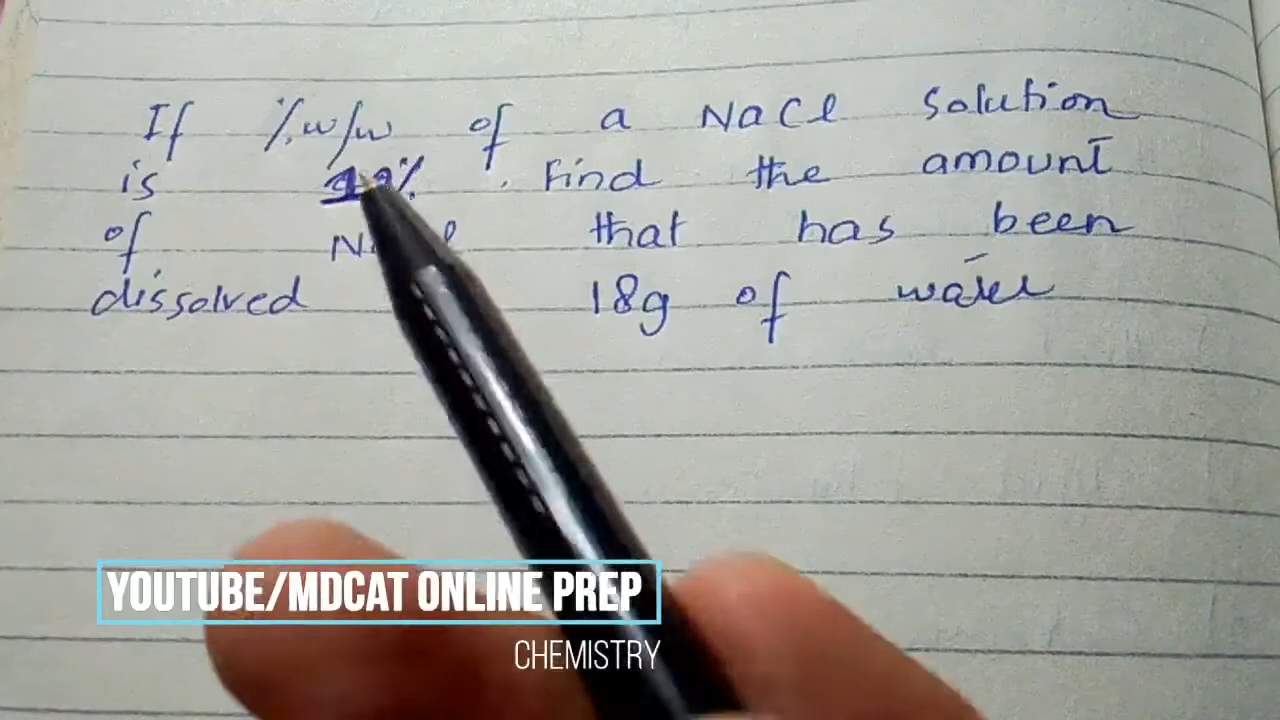 If %w/w of a NaCl solution
is % . Find the amount
of that has been
dissolved 18g of water
YOUTUBE/MDCAT ONLINE PREP
CHEMISTRY